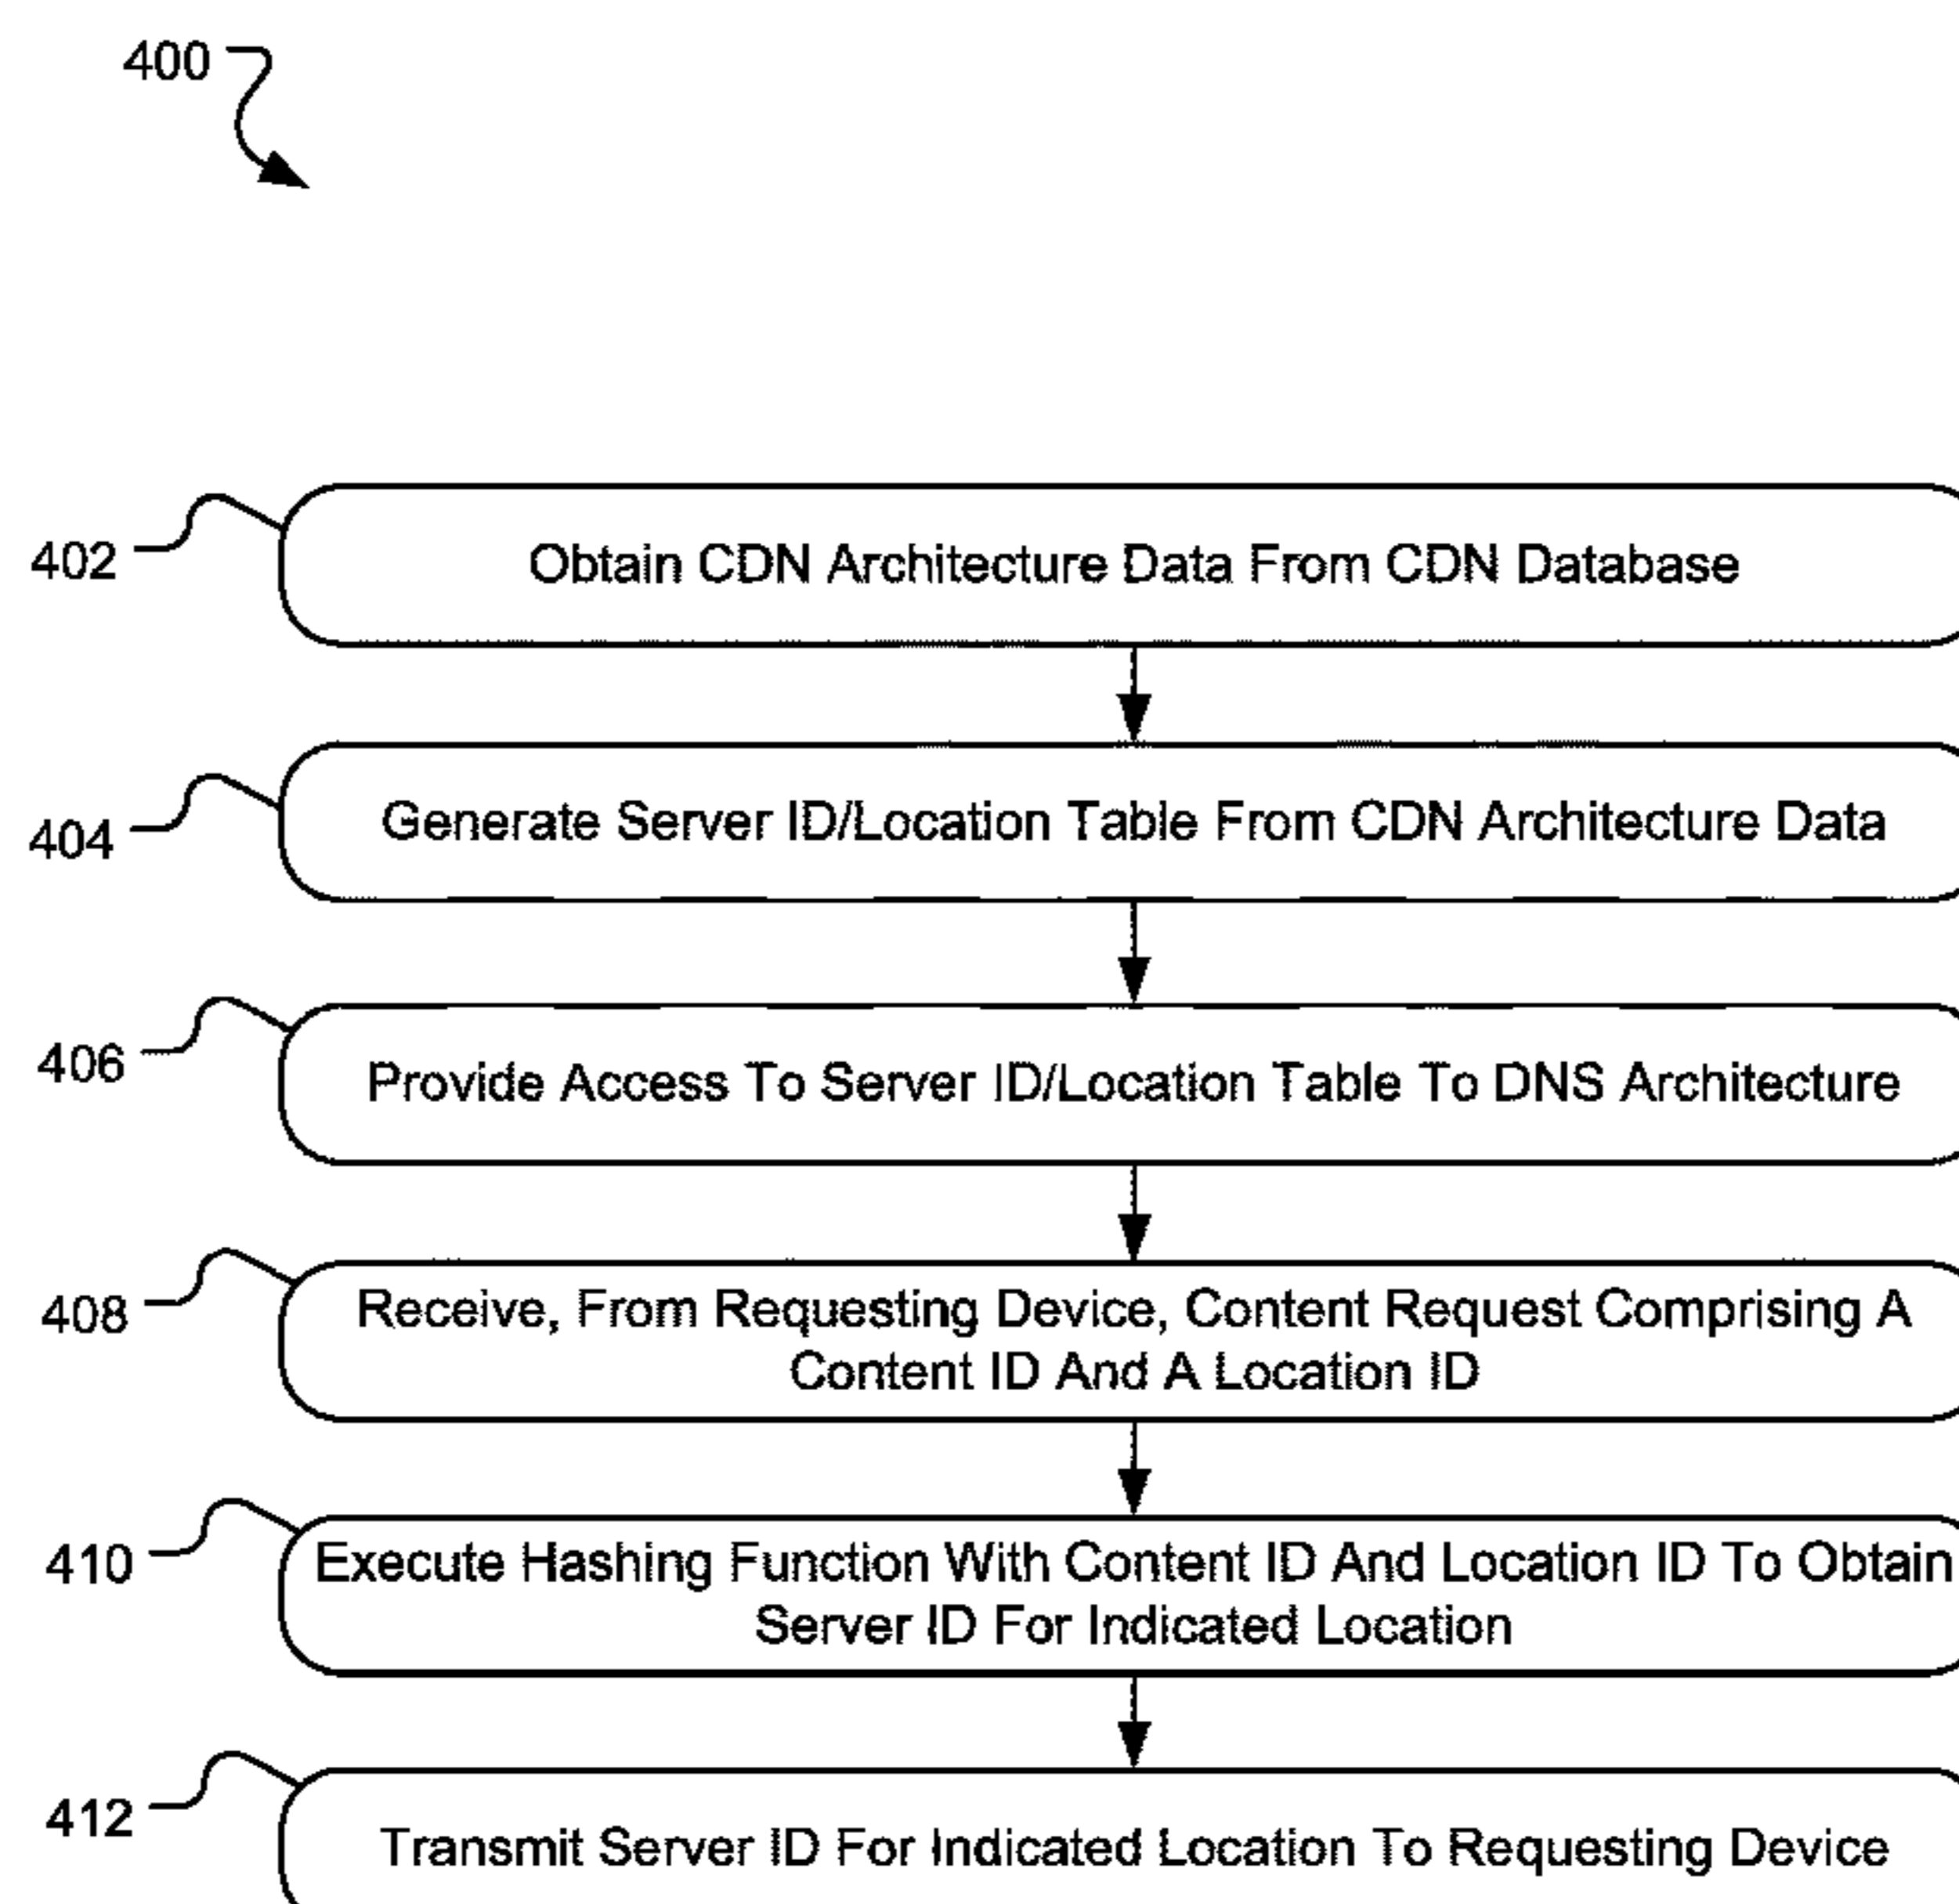 400
402
Obtain CDN Architecture Data From CDN Database
404
Generate Server ID/Location Table From CDN Architecture Data
406
Provide Access To Server ID/Location Table To DNS Architecture
408
Receive, From Requesting Device, Content Request Comprising A
Content ID And A Location ID
410
Execute Hashing Function With Content ID And Location ID To Obtain
Server ID For Indicated Location
412
Transmit Server ID For Indicated Location To Requesting Device